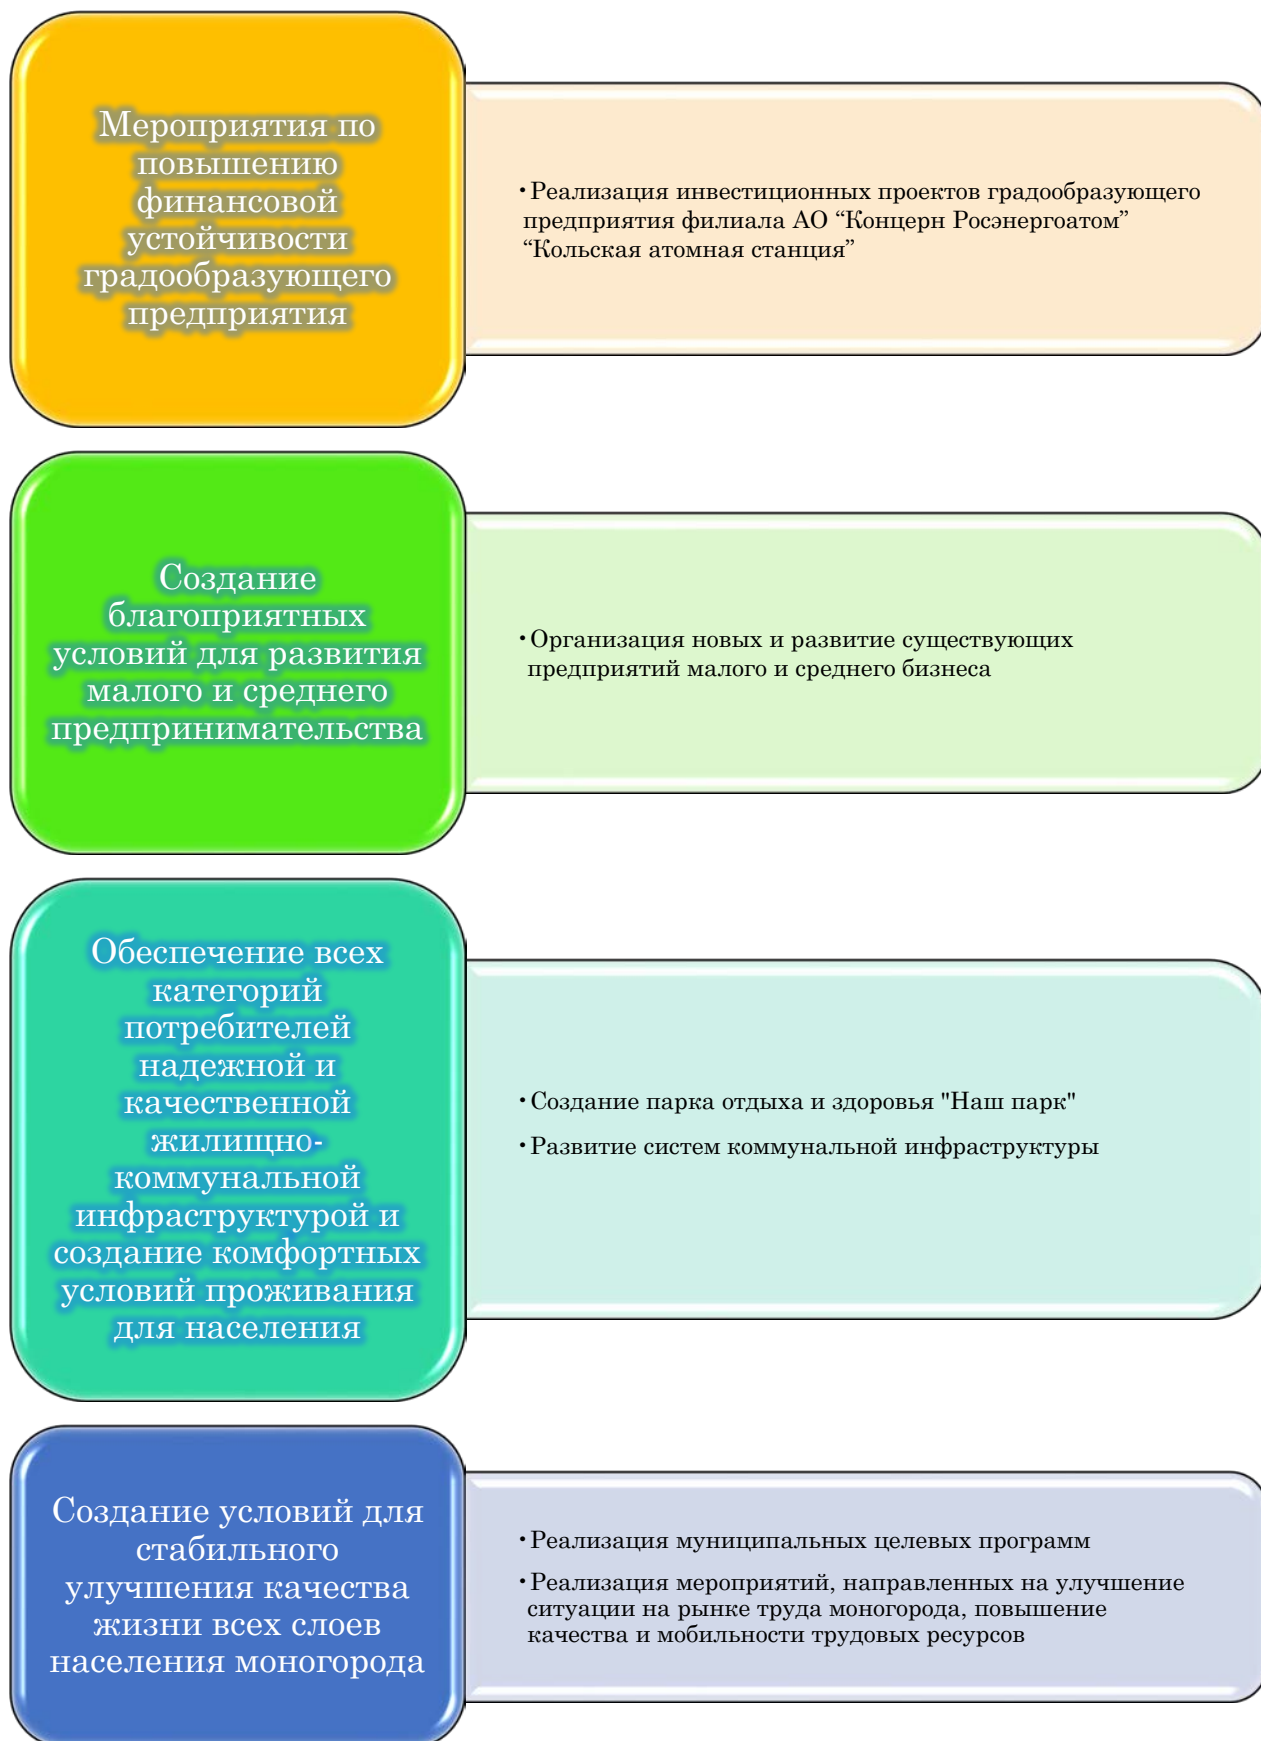 Мероприятия по
повышению
финансовой
устойчивости
градообразующего
предприятия
·Реализация инвестиционных проектов градообразующего
предприятия филиала АО “Концерн Росэнергоатом”
“Кольская атомная станция”
Создание
благоприятных
условий для развития
малого и среднего
предпринимательства
·Организация новых и развитие существующих
предприятий малого и среднего бизнеса
Обеспечение всех
категорий
потребителей
надежной и
качественной
жилищно-
коммунальной
инфраструктурой и
создание комфортных
условий проживания
для населения
·Создание парка отдыха и здоровья "Наш парк"
·Развитие систем коммунальной инфраструктуры
Создание условий для
стабильного
улучшения качества
жизни всех слоев
населения моногорода
·Реализация муниципальных целевых программ
·Реализация мероприятий, направленных на улучшение
ситуации на рынке труда моногорода, повышение
качества и мобильности трудовых ресурсов